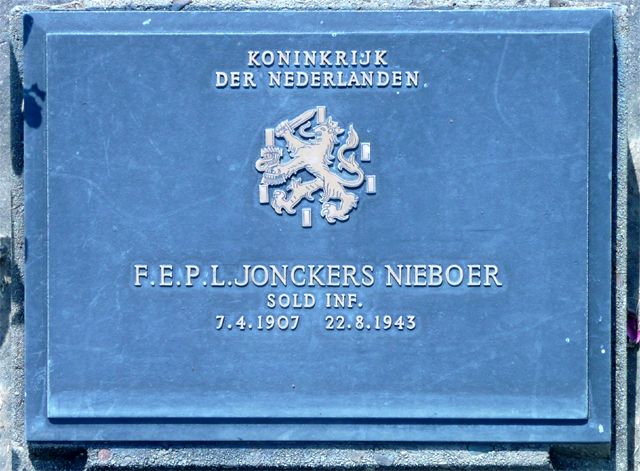 KONINKRIJK
DER NEDERLANDEN
F.E.P.L.JONCKERS NIEBOER
SOLD INF.
7.4.1907 22.8.1943